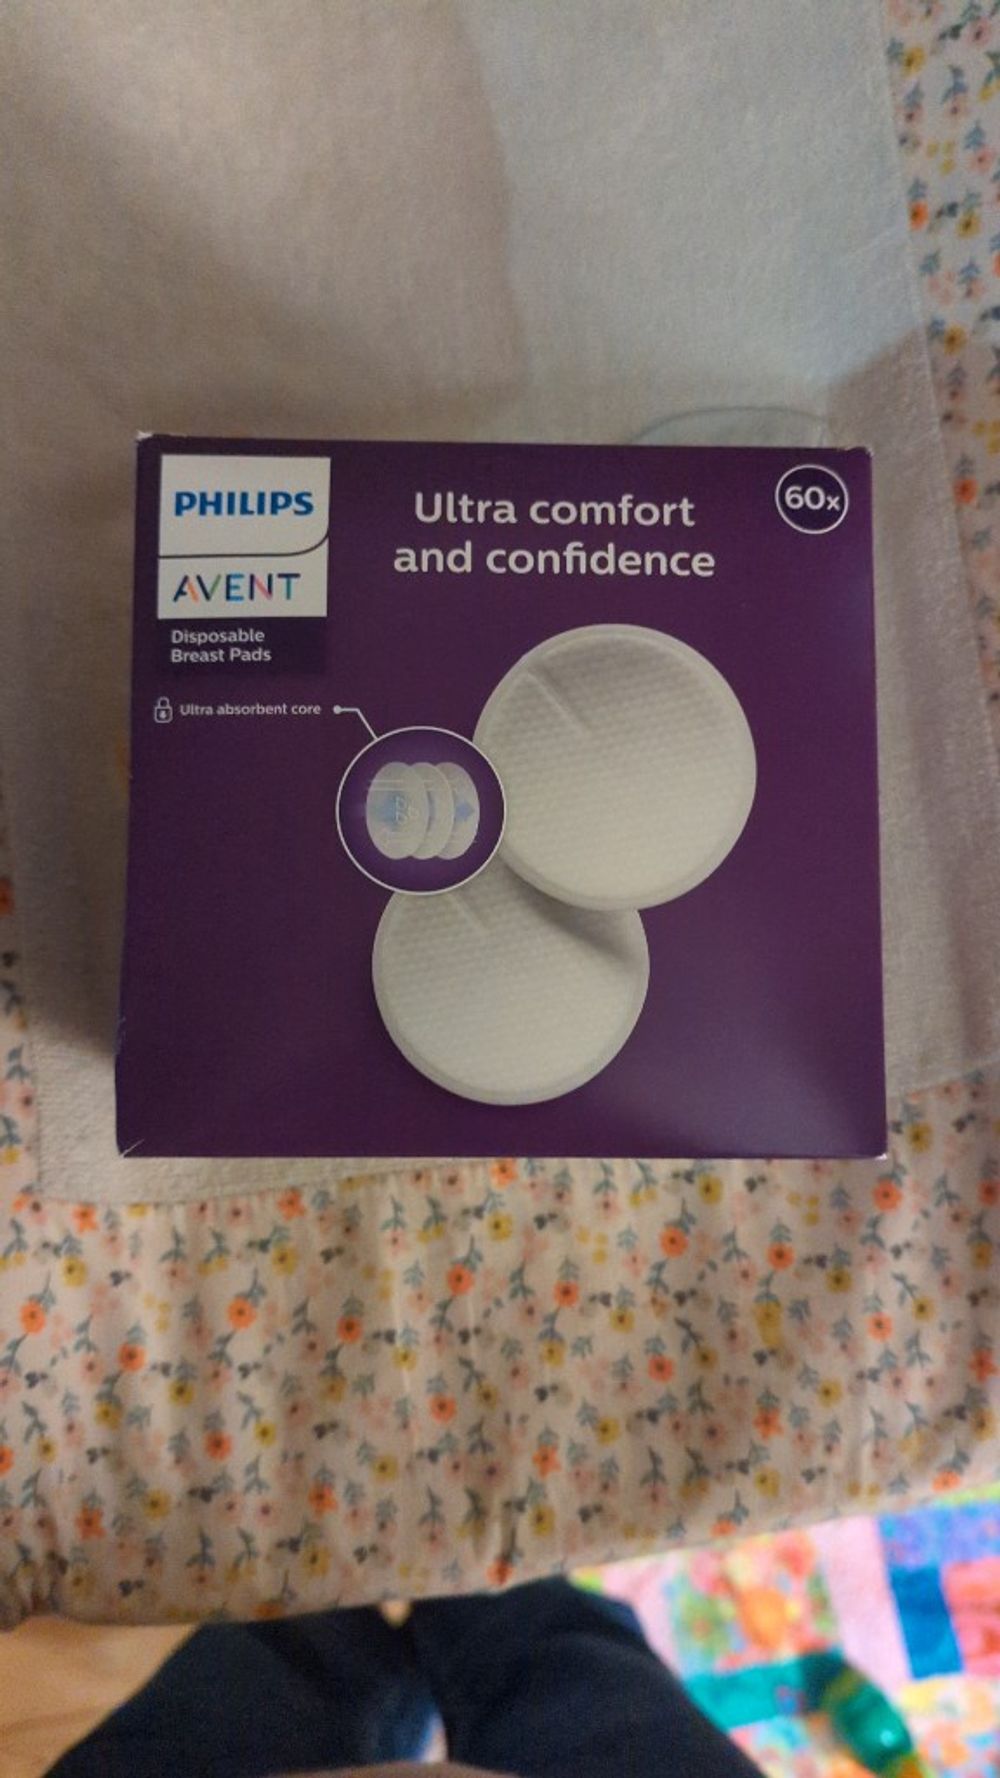 PHILIPS
AVENT
Disposable
Breast Pads
Ultra comfort
and confidence
60x
Ultra absorbent core